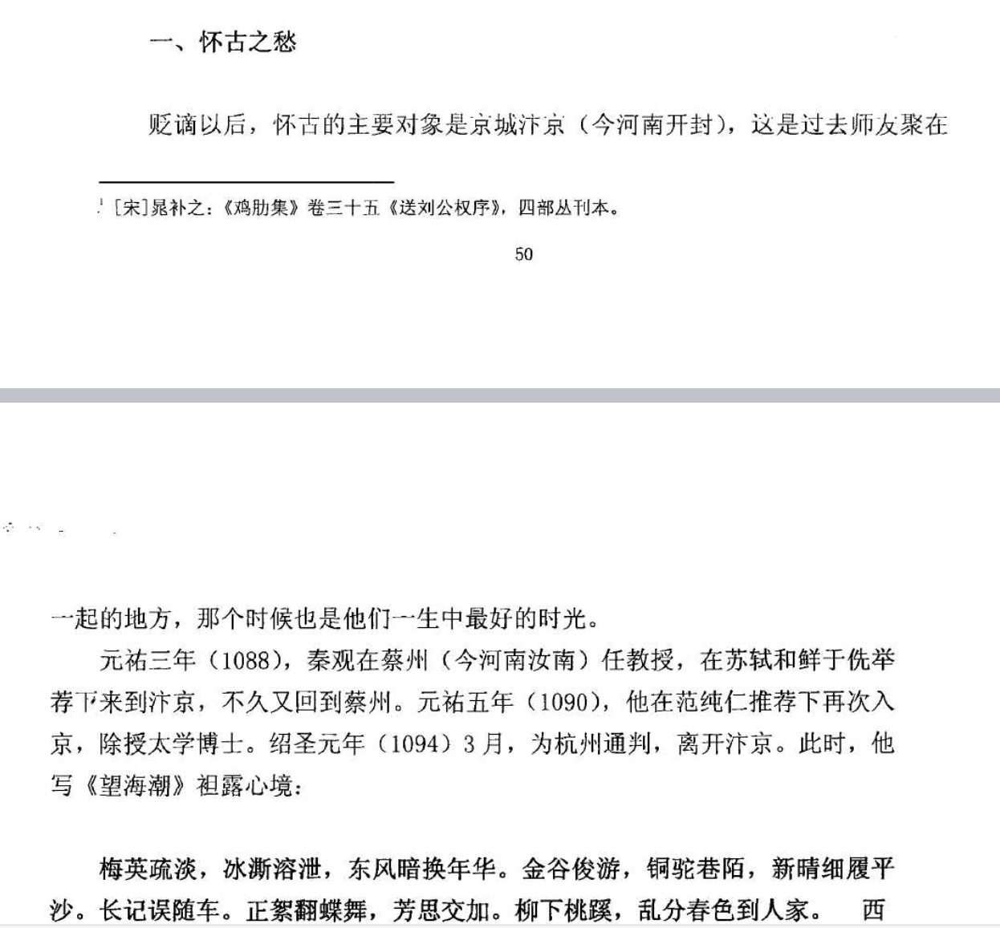 一、怀古之愁
贬谪以后，怀古的主要对象是京城汴京（今河南开封），这是过去师友聚在
1 [宋]晁补之：《鸡肋集》卷三十五《送刘公权序》，四部丛刊本。
50
一起的地方，那个时候也是他们一生中最好的时光。
元祐三年（1088），秦观在蔡州（今河南汝南）任教授，在苏轼和鲜于侁举
荐下来到汴京，不久又回到蔡州。元祐五年（1090），他在范纯仁推荐下再次入
京，除授太学博士。绍圣元年（1094）3 月，为杭州通判，离开汴京。此时，他
写《望海潮》袒露心境：
梅英疏淡，冰澌溶泄，东风暗换年华。金谷俊游，铜驼巷陌，新晴细履平
沙。长记误随车。正絮翻蝶舞，芳思交加。柳下桃蹊，乱分春色到人家。 西